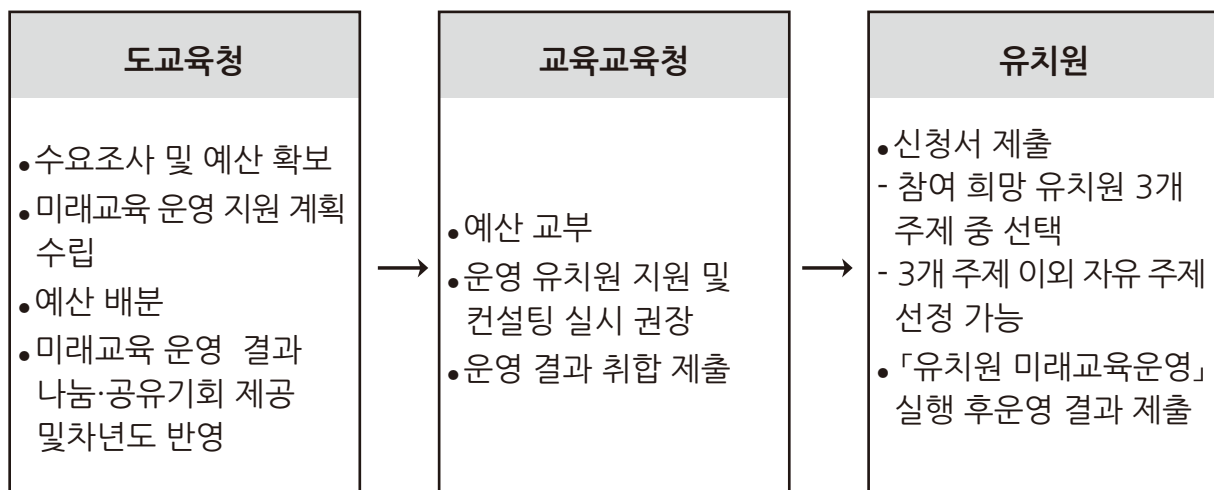 도교육청
•수요조사 및 예산 확보
•미래교육 운영 지원 계획
수립
•예산 배분
•미래교육 운영 결과
나눔·공유기회 제공
및차년도 반영
→
교육교육청
•예산 교부
•운영 유치원 지원 및
컨설팅 실시 권장
•운영 결과 취합 제출
→
유치원
•신청서 제출
- 참여 희망 유치원 3개
주제 중 선택
- 3개 주제 이외 자유 주제
선정 가능
•「유치원 미래교육운영」
실행 후운영 결과 제출